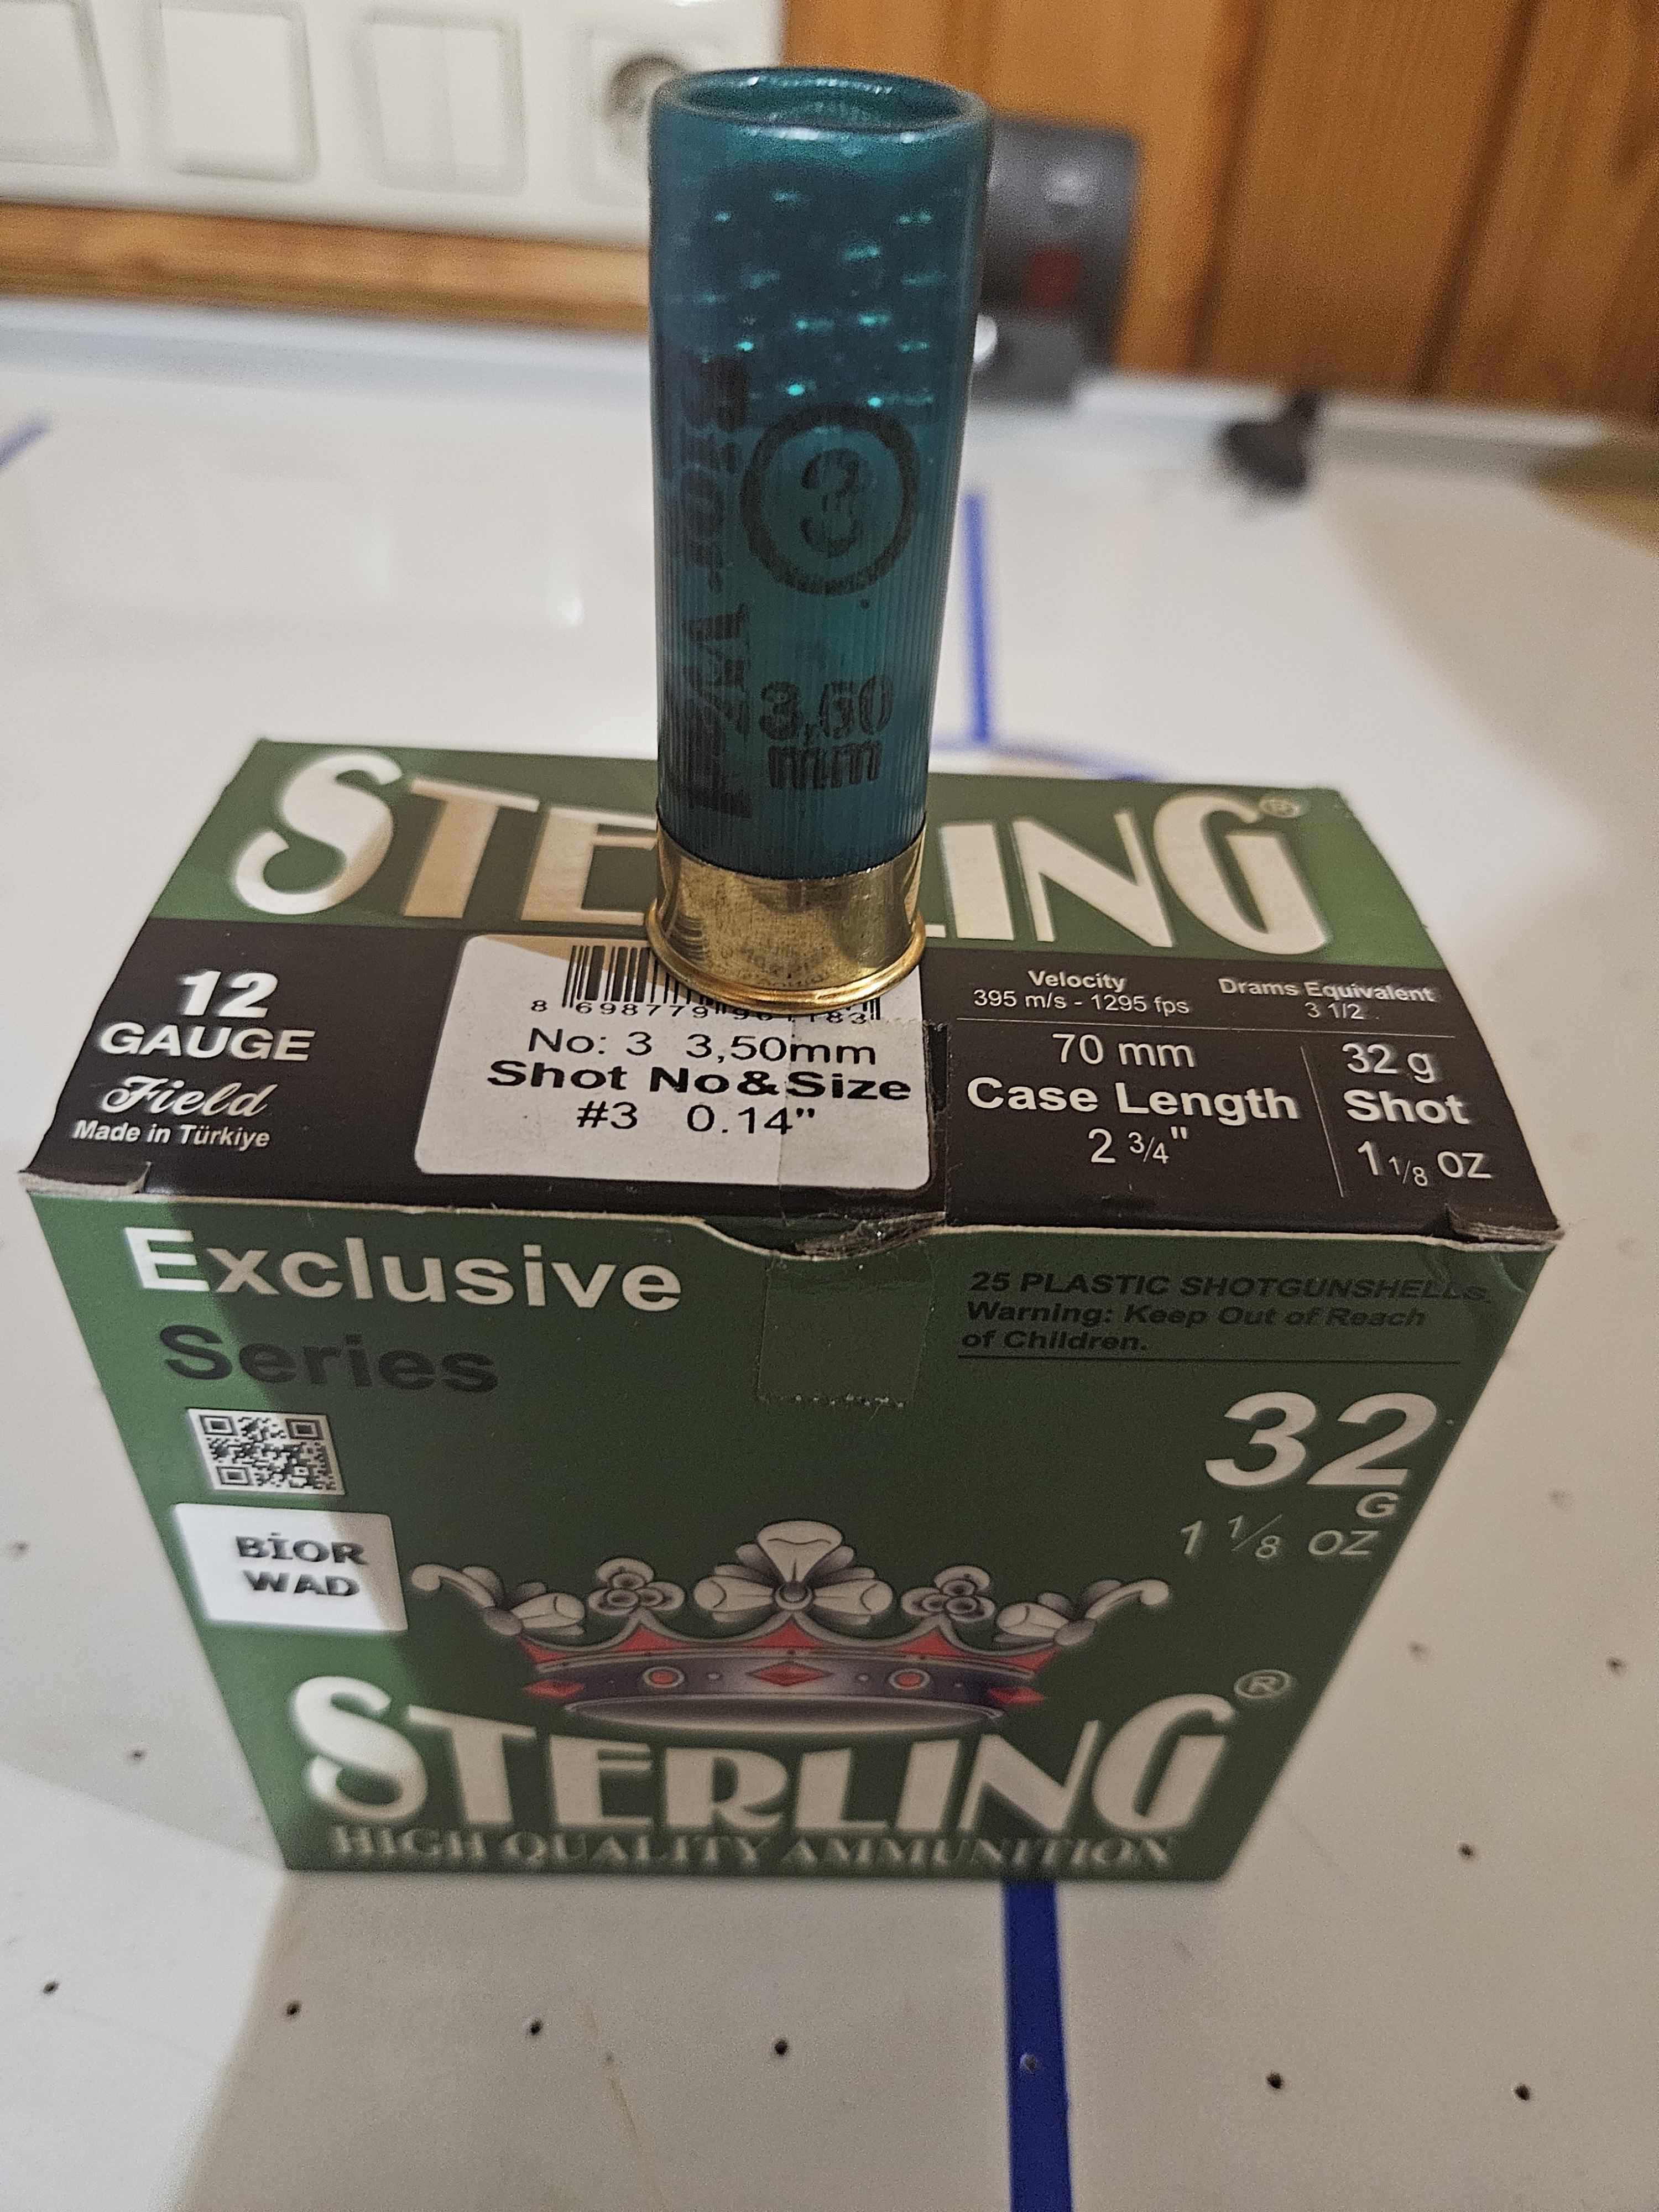 3
Bior-Wad
3,50
mm
STERLING®
12
GAUGE
Field
Made in Türkiye
No: 3 3,50mm
Shot No&Size
#3 0.14"
Velocity
395 m/s - 1295 fps
Drams Equivalent
3 1/2
70 mm
Case Length
2 3/4"
32 g
Shot
1 1/8 OZ
Exclusive
Series
25 PLASTIC SHOTGUNSHELLS.
Warning: Keep Out of Reach
of Children.
32
G
1 1/8 OZ
BİOR
WAD
STERLING®
HIGH QUALITY AMMUNITION